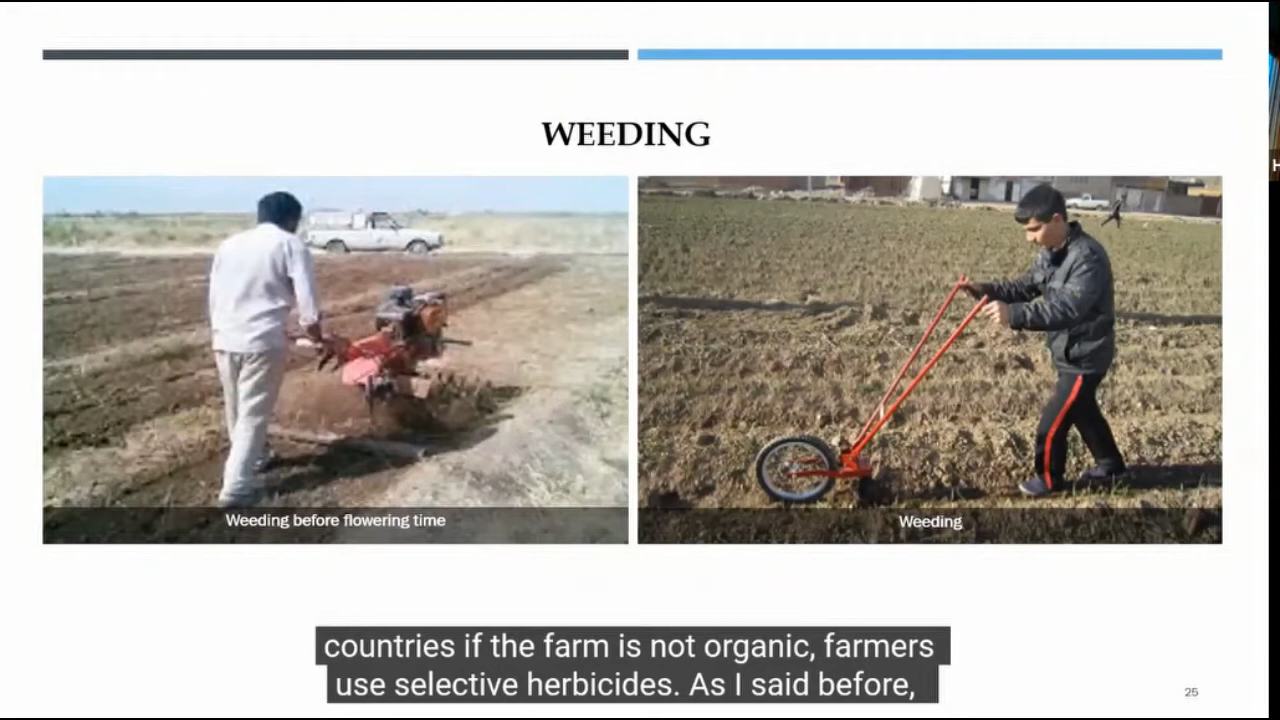 WEEDING
Weeding before flowering time
Weeding
countries if the farm is not organic, farmers
use selective herbicides. As I said before,
25
H